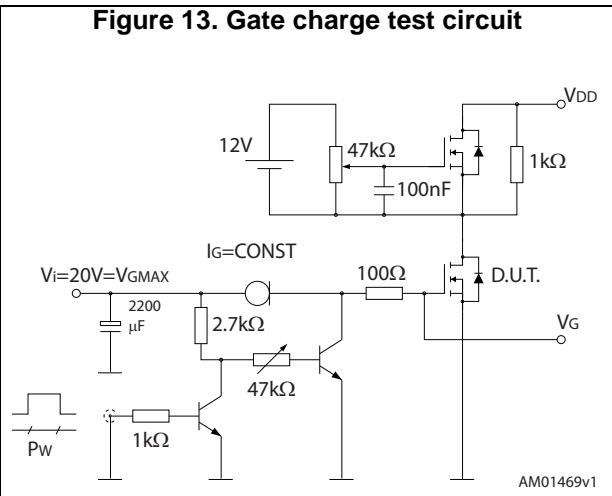 Figure 13. Gate charge test circuit
VDD
12V
47kΩ
1kΩ
100nF
IG=CONST
Vi=20V=VGMAX
100Ω
D.U.T.
2200
μF
2.7kΩ
VG
47kΩ
1kΩ
PW
AM01469v1